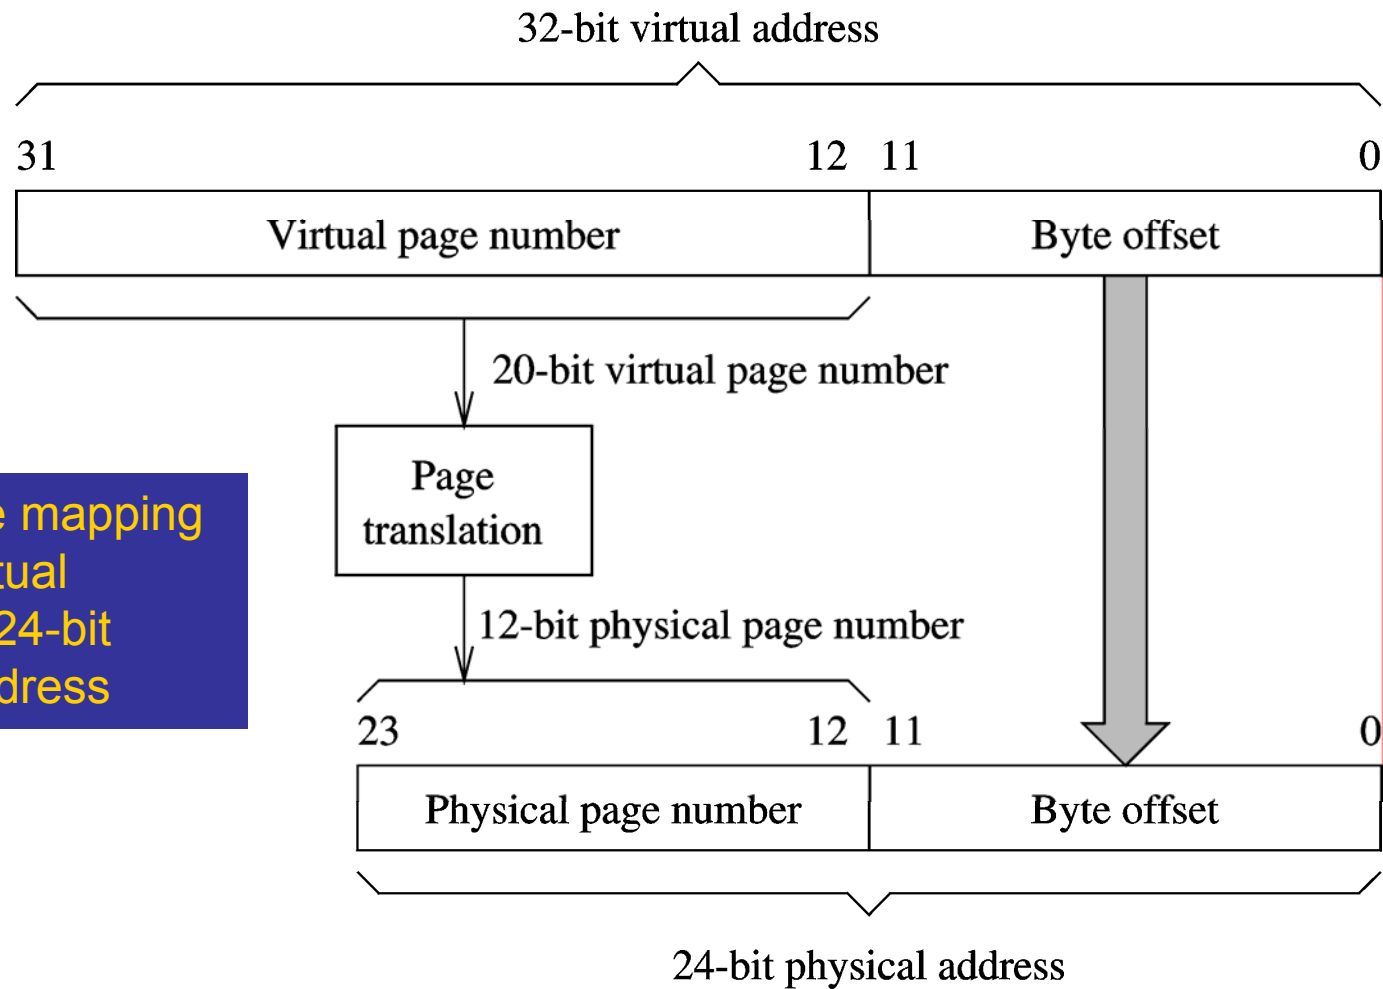 32-bit virtual address
31 12 11 0
Virtual page number Byte offset
20-bit virtual page number
Page
translation
mapping
24-bit
12-bit physical page number
23 12 11 0
Physical page number Byte offset
24-bit physical address